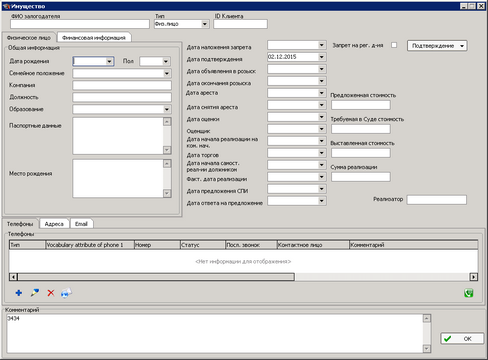 Имущество
ФИО залогодателя Тип ID Клиента
Физ.лицо
Физическое лицо Финансовая информация
Общая информация
Дата рождения Пол
Семейное положение
Компания
Должность
Образование
Паспортные данные
Место рождения
Дата наложения запрета Запрет на рег. д-ния Подтверждение
Дата подтверждения 02.12.2015
Дата объявления в розыск:
Дата окончания розыска
Дата ареста Предложенная стоимость
Дата снятия ареста
Дата оценки Требуемая в Суде стоимость
Оценщик
Дата начала реализации на
ком. нач. Выставленная стоимость
Дата торгов
Дата начала самост.
реал-нии должником Сумма реализации
Факт. дата реализации
Дата предложения СПИ
Дата ответа на предложение Реализатор
Телефоны Адреса Email
Телефоны
Тип Vocabulary attribute of phone 1 Номер Статус Посл. звонок Контактное лицо Комментарий
<Нет информации для отображения>
Комментарий
3434
OK